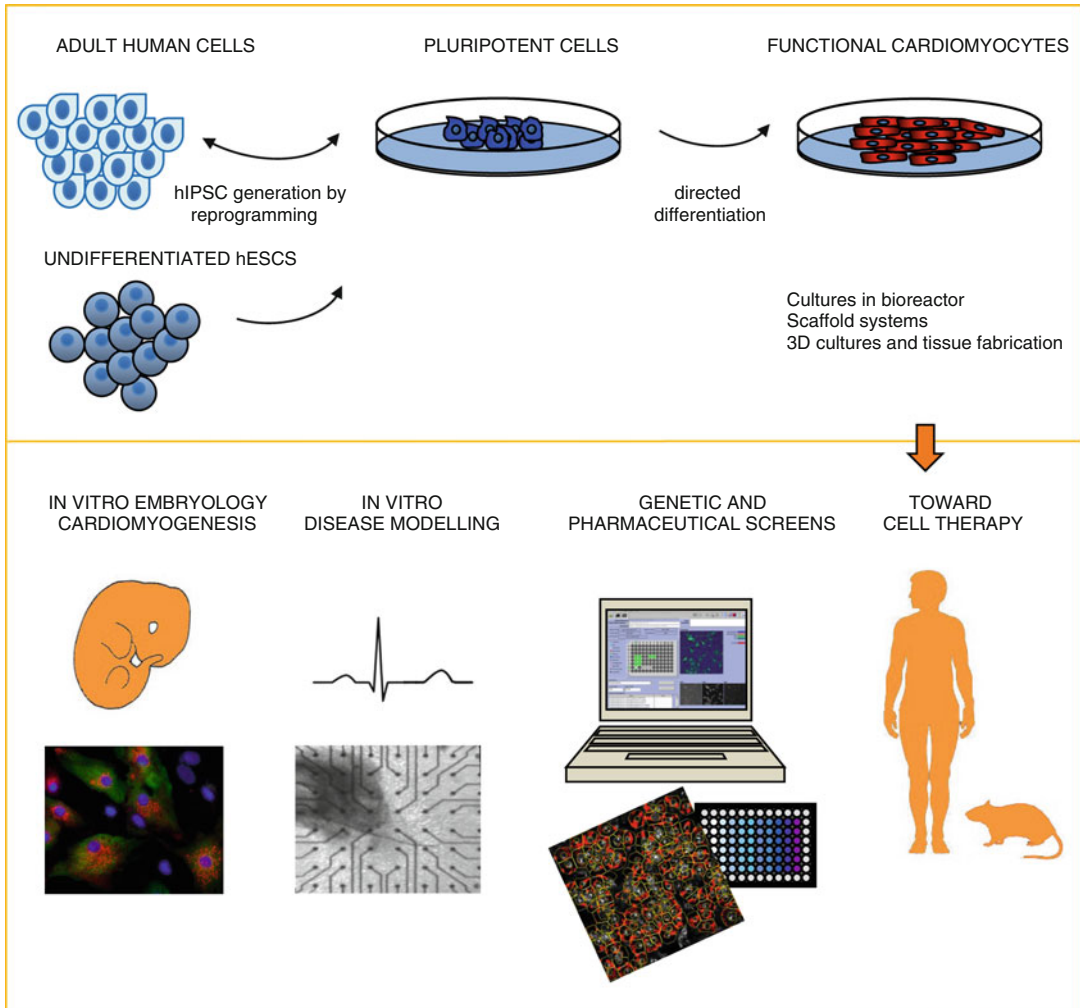 ADULT HUMAN CELLS
PLURIPOTENT CELLS
FUNCTIONAL CARDIOMYOCYTES
hIPSC generation by
reprogramming
directed
differentiation
UNDIFFERENTIATED hESCS
Cultures in bioreactor
Scaffold systems
3D cultures and tissue fabrication
IN VITRO EMBRYOLOGY
CARDIOMYOGENESIS
IN VITRO
DISEASE MODELLING
GENETIC AND
PHARMACEUTICAL SCREENS
TOWARD
CELL THERAPY